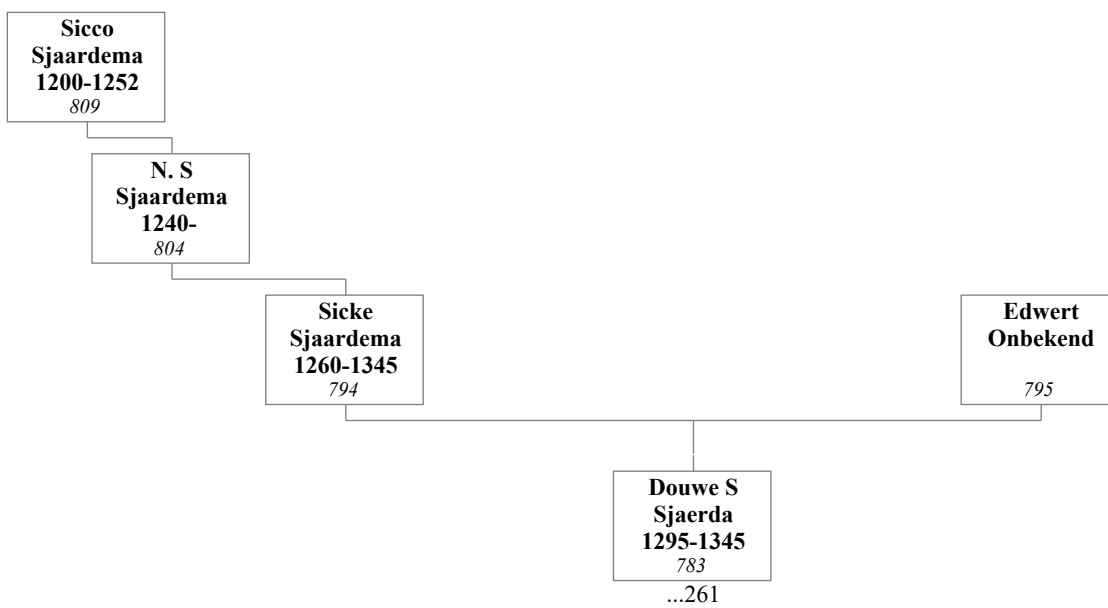 Sicco
Sjaardema
1200-1252
809
N. S
Sjaardema
1240-
804
Sicke
Sjaardema
1260-1345
794
Edwert
Onbekend
795
Douwe S
Sjaerda
1295-1345
783
...261